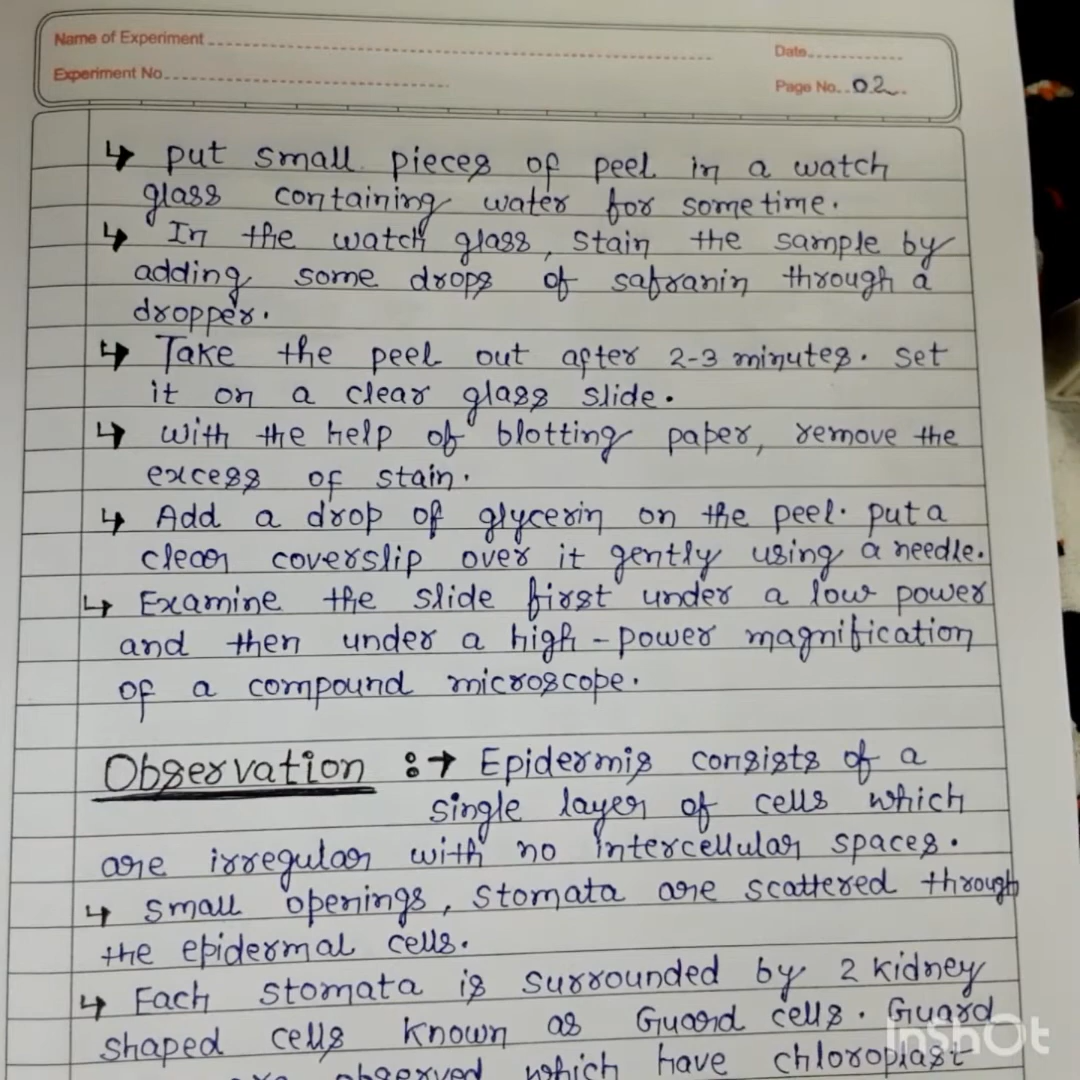 Name of Experiment
Date
Experiment No.
Page No. 02
↳ put small pieces of peel in a watch
glass containing water for some time.
↳ In the watch glass, stain the sample by
adding some drops of safranin through a
dropper.
↳ Take the peel out after 2-3 minutes. set
it on a clear glass slide.
↳ with the help of blotting paper, remove the
excess of stain.
↳ Add a drop of glycerin on the peel. put a
clear coverslip over it gently using a needle.
↳ Examine the slide first under a low power
and then under a high-power magnification
of a compound microscope.
Observation :→ Epidermis consists of a
single layer of cells which
are irregular with no intercellular spaces.
↳ small openings, stomata are scattered through
the epidermal cells.
↳ Each stomata is surrounded by 2 kidney
shaped cells known as Guard cells. Guard
observed which have chloroplast
InShOt